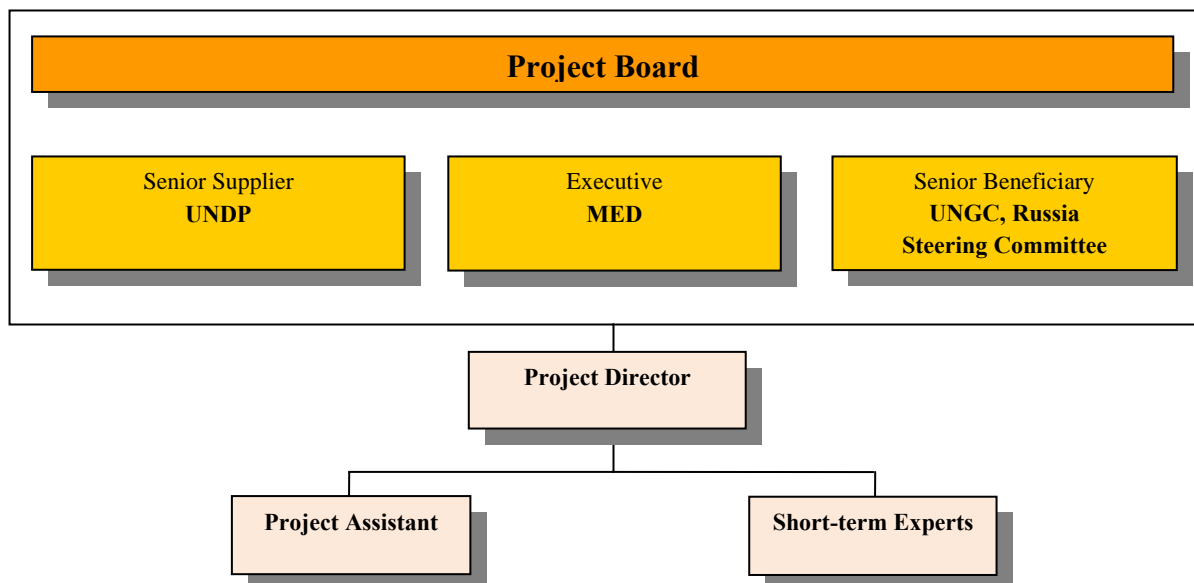 Project Board
Senior Supplier
UNDP
Executive
MED
Senior Beneficiary
UNGC, Russia
Steering Committee
Project Director
Project Assistant
Short-term Experts